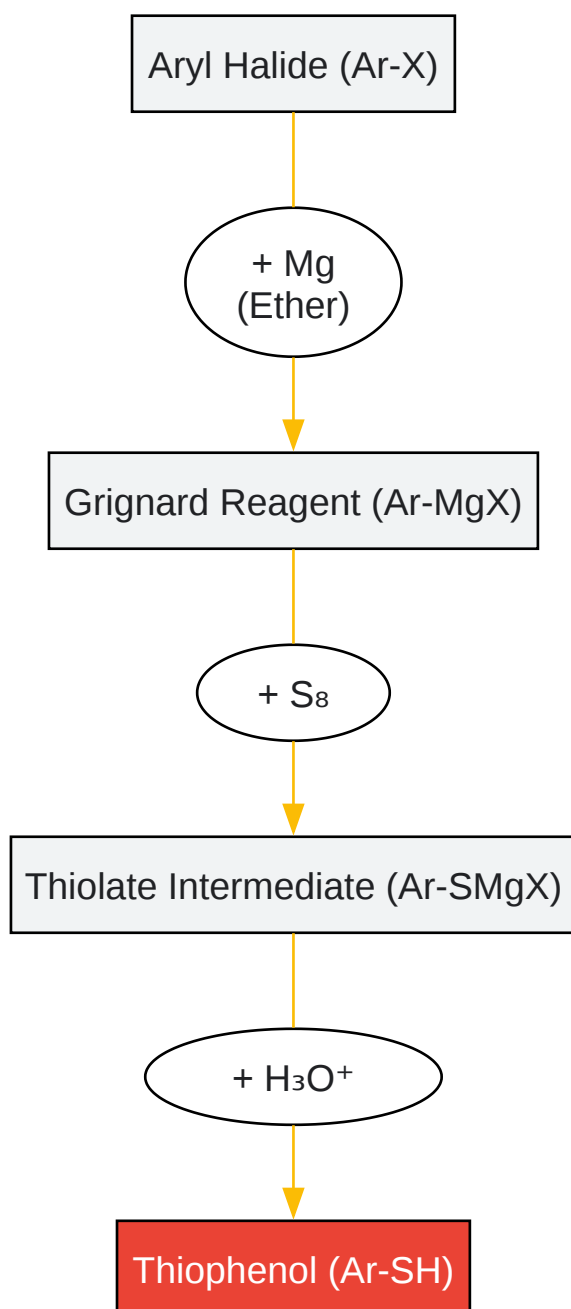 Aryl Halide (Ar-X)
+ Mg
(Ether)
Grignard Reagent (Ar-MgX)
+ S₈
Thiolate Intermediate (Ar-SMgX)
+ H₃O⁺
Thiophenol (Ar-SH)